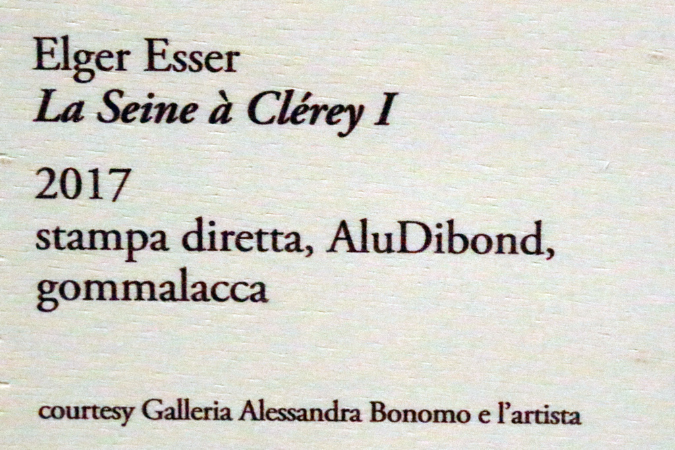 Elger Esser
La Seine à Clérey I
2017
stampa diretta, AluDibond,
gommalacca
courtesy Galleria Alessandra Bonomo e l'artista